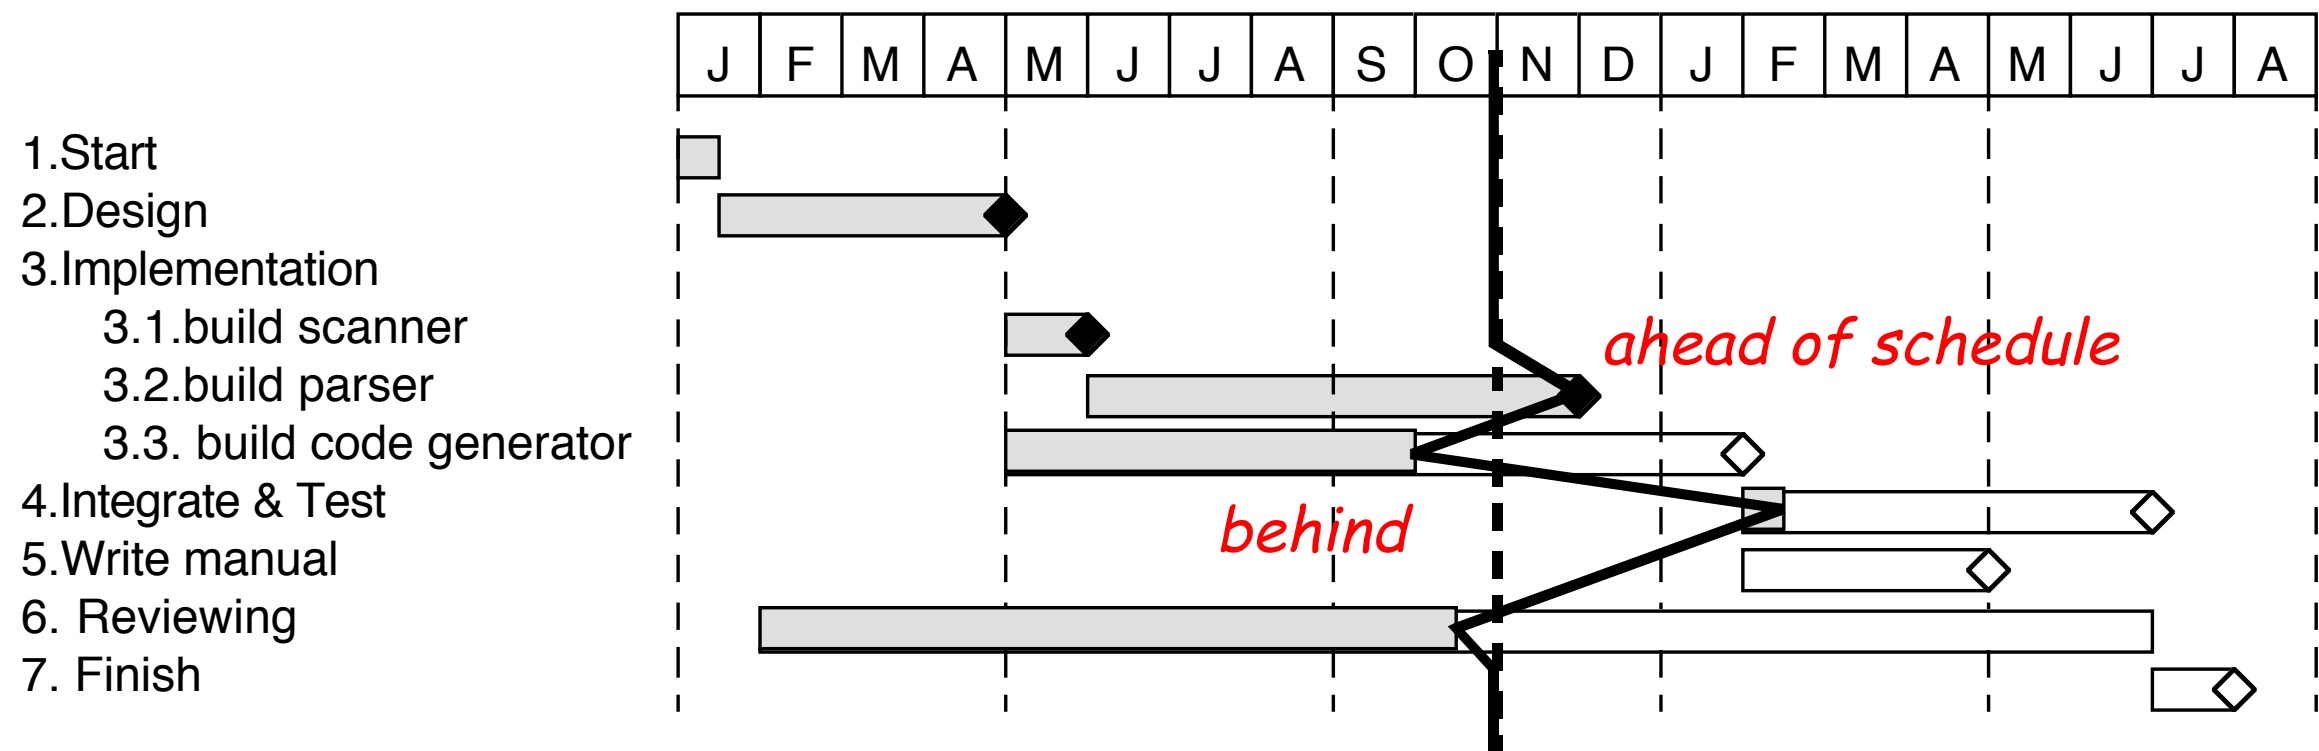 J F M A M J J A S O N D J F M A M J J A
1.Start
2.Design
3.Implementation
3.1.build scanner
ahead of schedule
3.2.build parser
3.3. build code generator
4.Integrate & Test
behind
5.Write manual
6. Reviewing
7. Finish